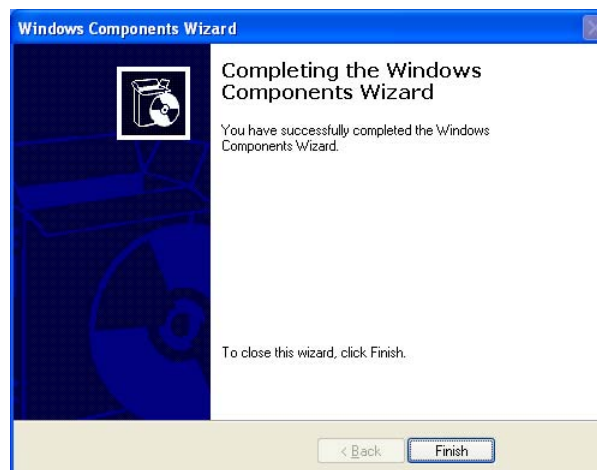 Windows Components Wizard
Completing the Windows
Components Wizard
You have successfully completed the Windows
Components Wizard.
To close this wizard, click Finish.
< Back
Finish